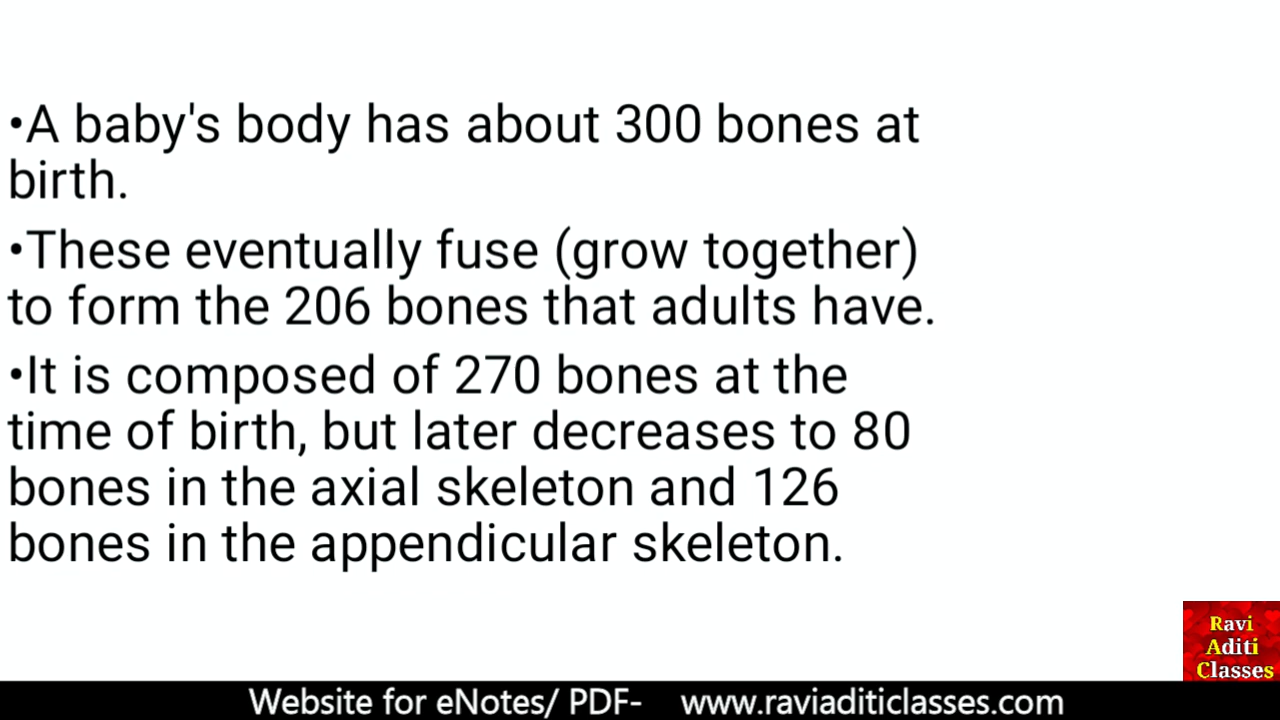 •A baby's body has about 300 bones at
birth.
•These eventually fuse (grow together)
to form the 206 bones that adults have.
•It is composed of 270 bones at the
time of birth, but later decreases to 80
bones in the axial skeleton and 126
bones in the appendicular skeleton.
Ravi
Aditi
Classes
Website for eNotes/ PDF- www.raviaditiclasses.com